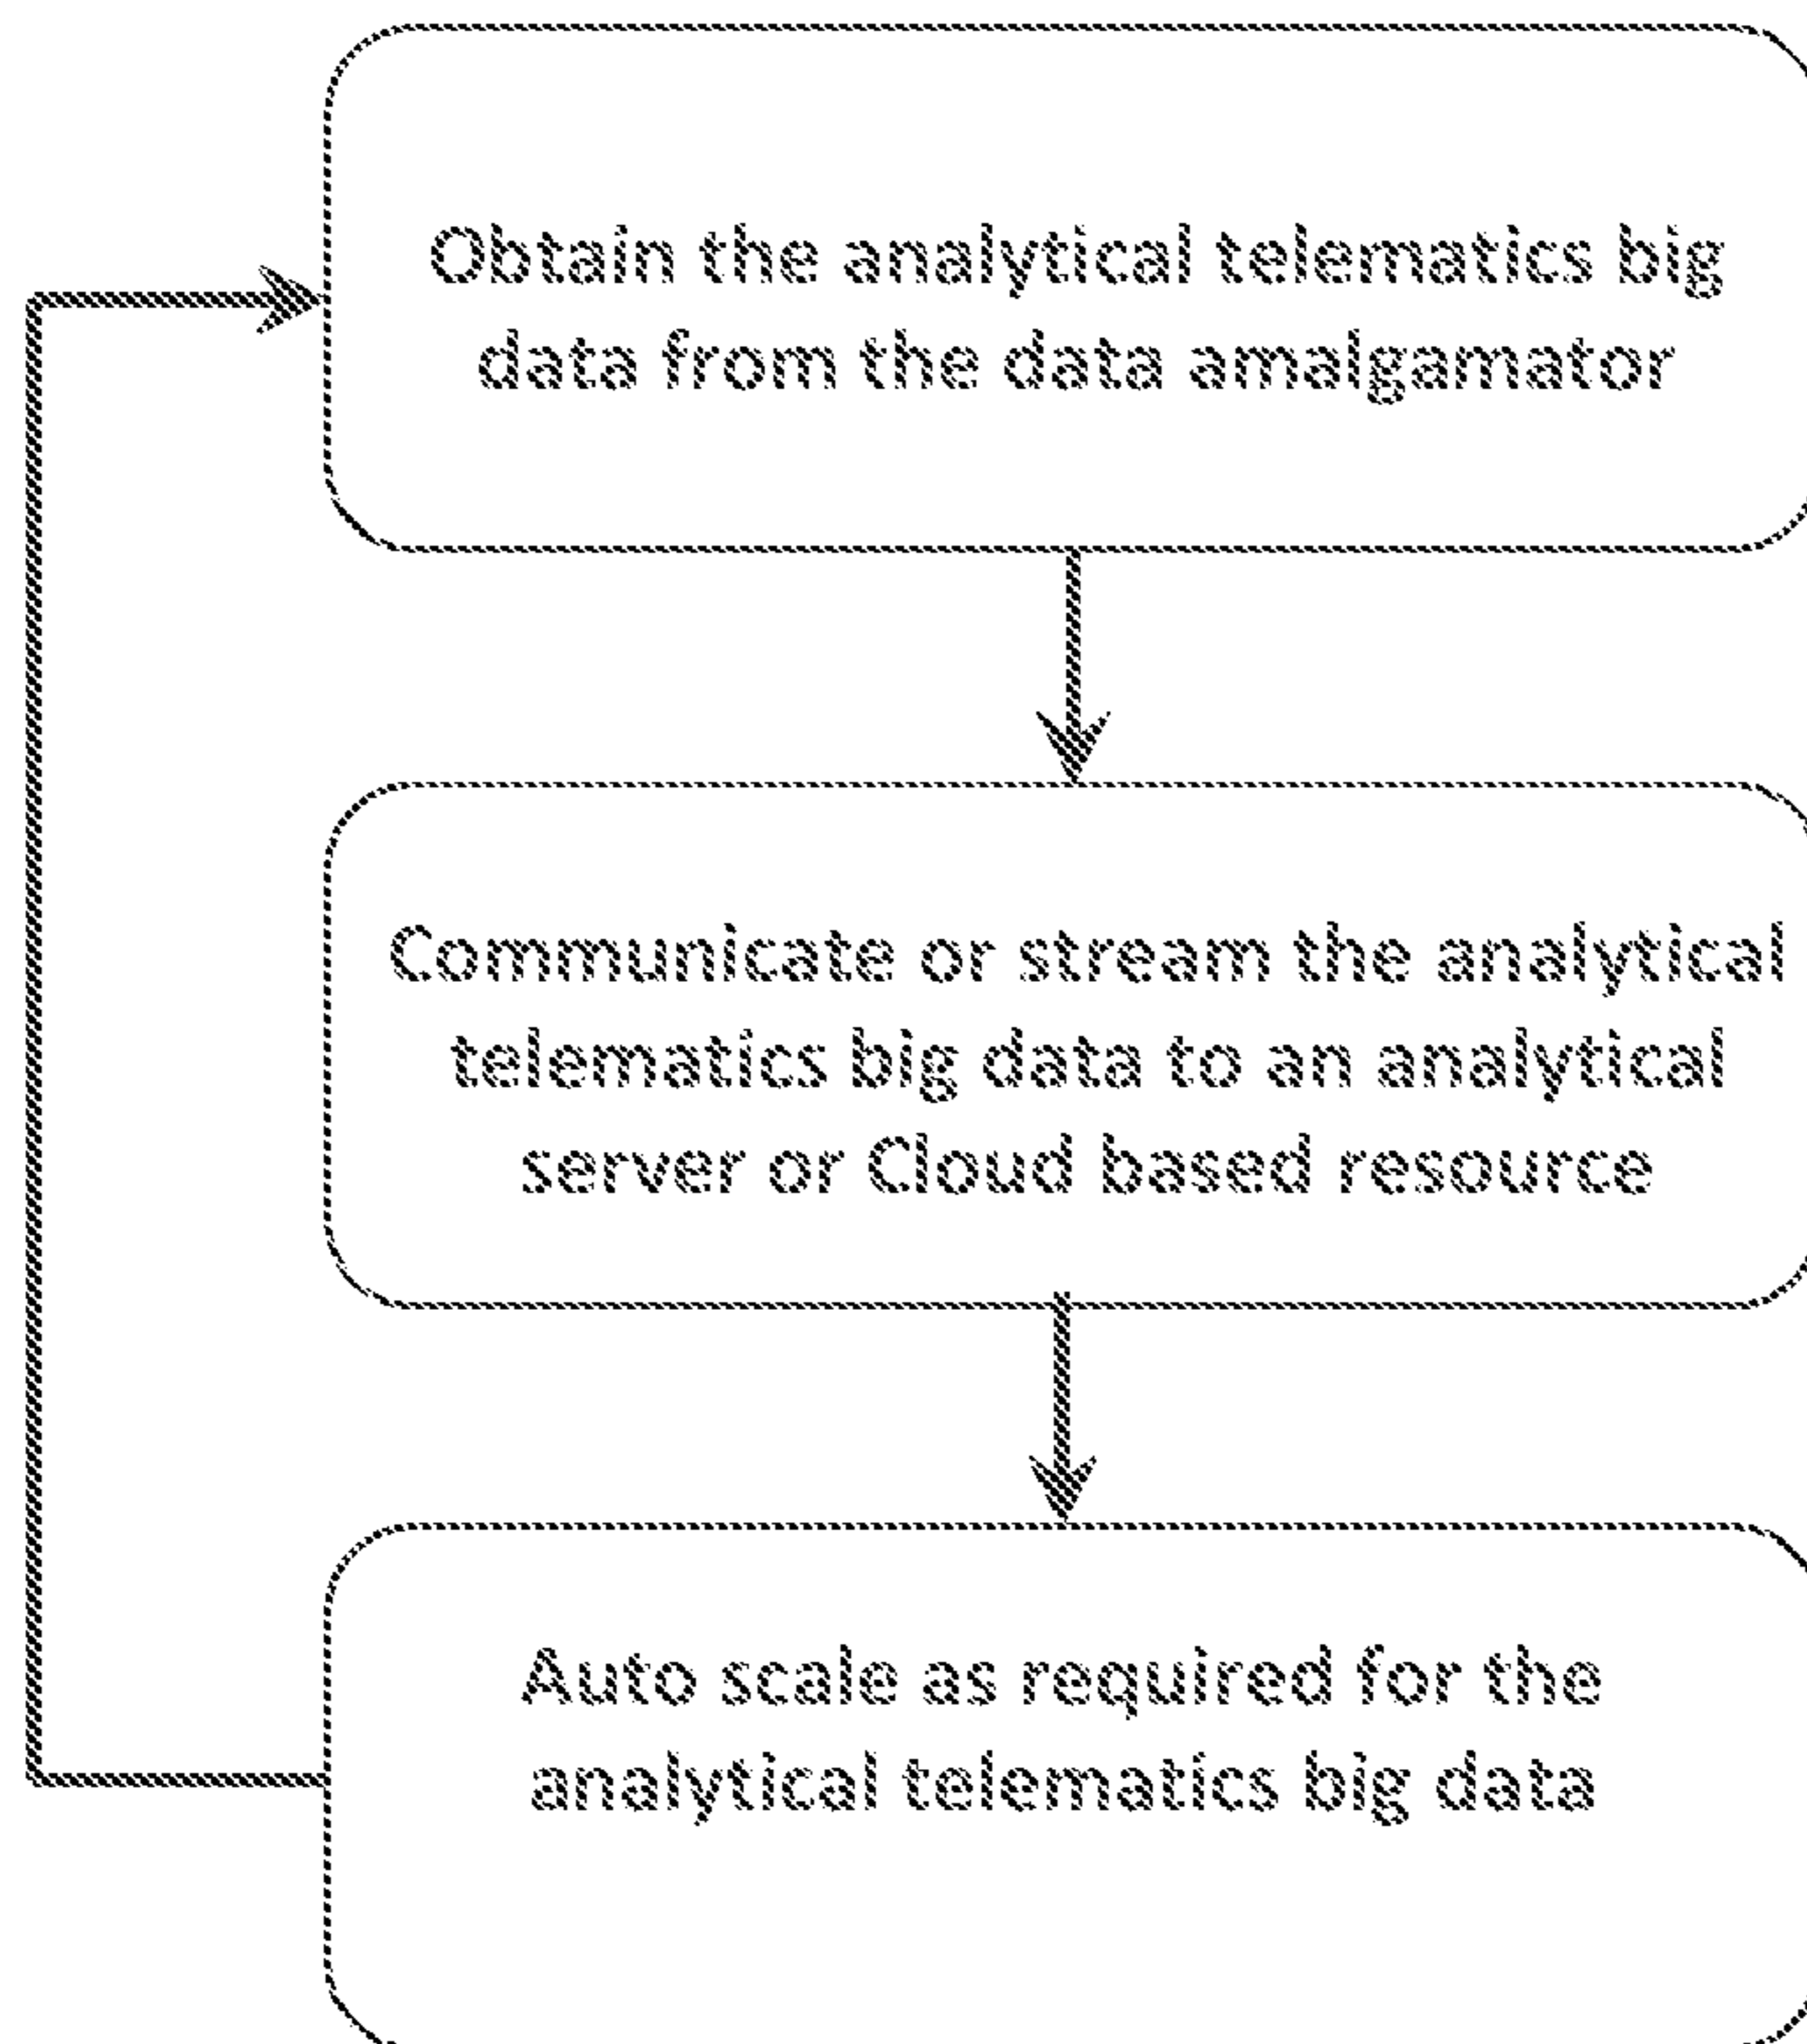 Obtain the analytical telematics big
data from the data amalgamator
Communicate or stream the analytical
telematics big data to an analytical
server or Cloud based resource
Auto scale as required for the
analytical telematics big data